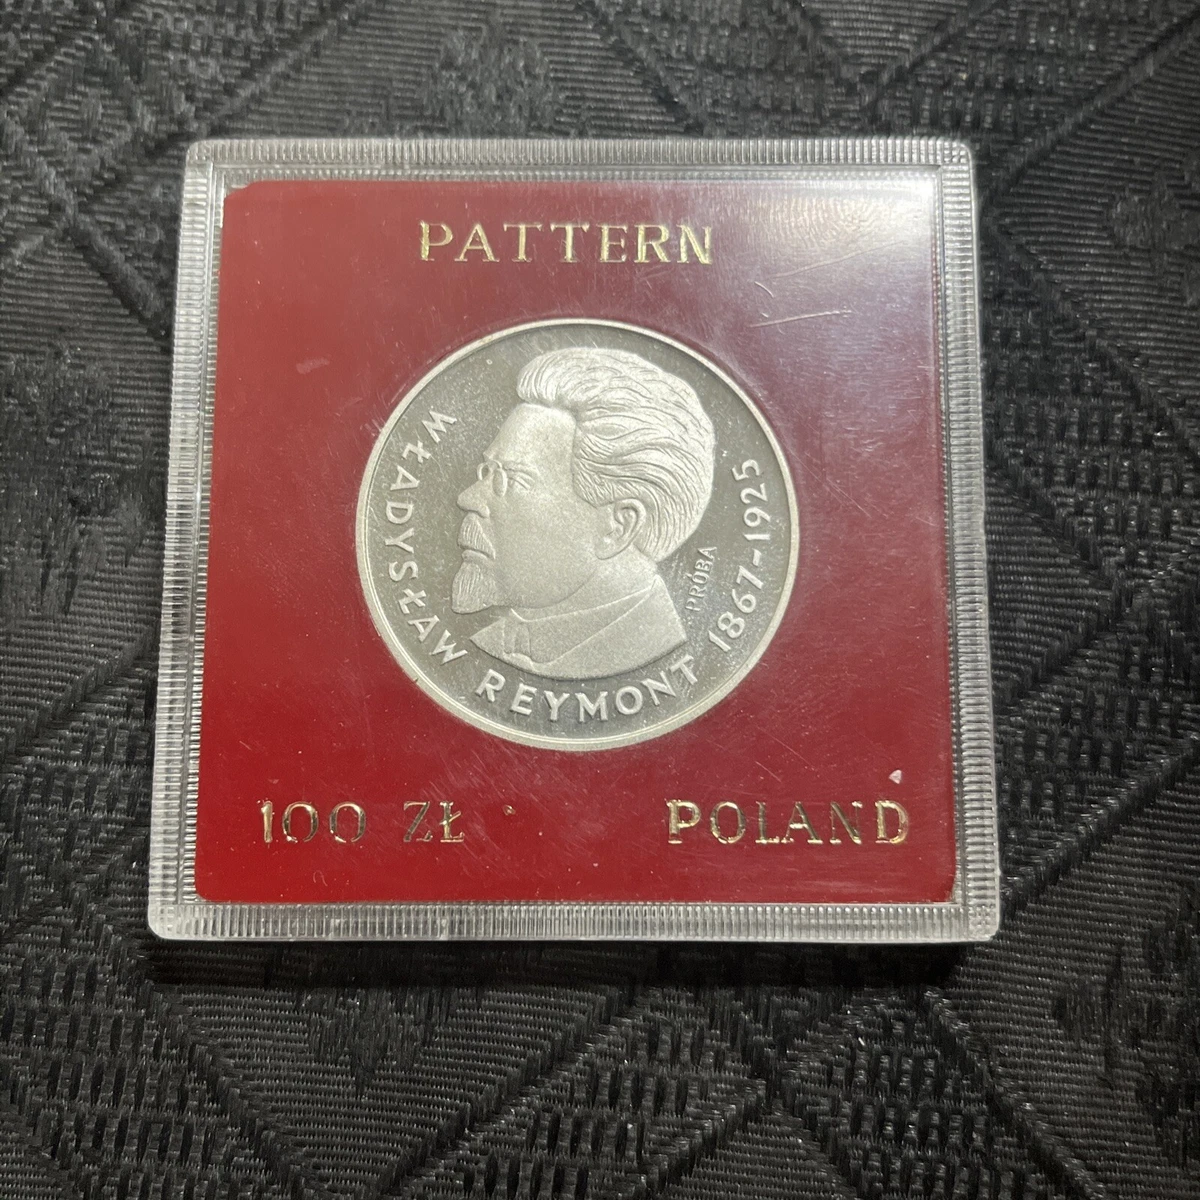 PATTERN
WŁADYSŁAW REYMONT 1867-1925
PRÓBA
100 ZŁ
POLAND